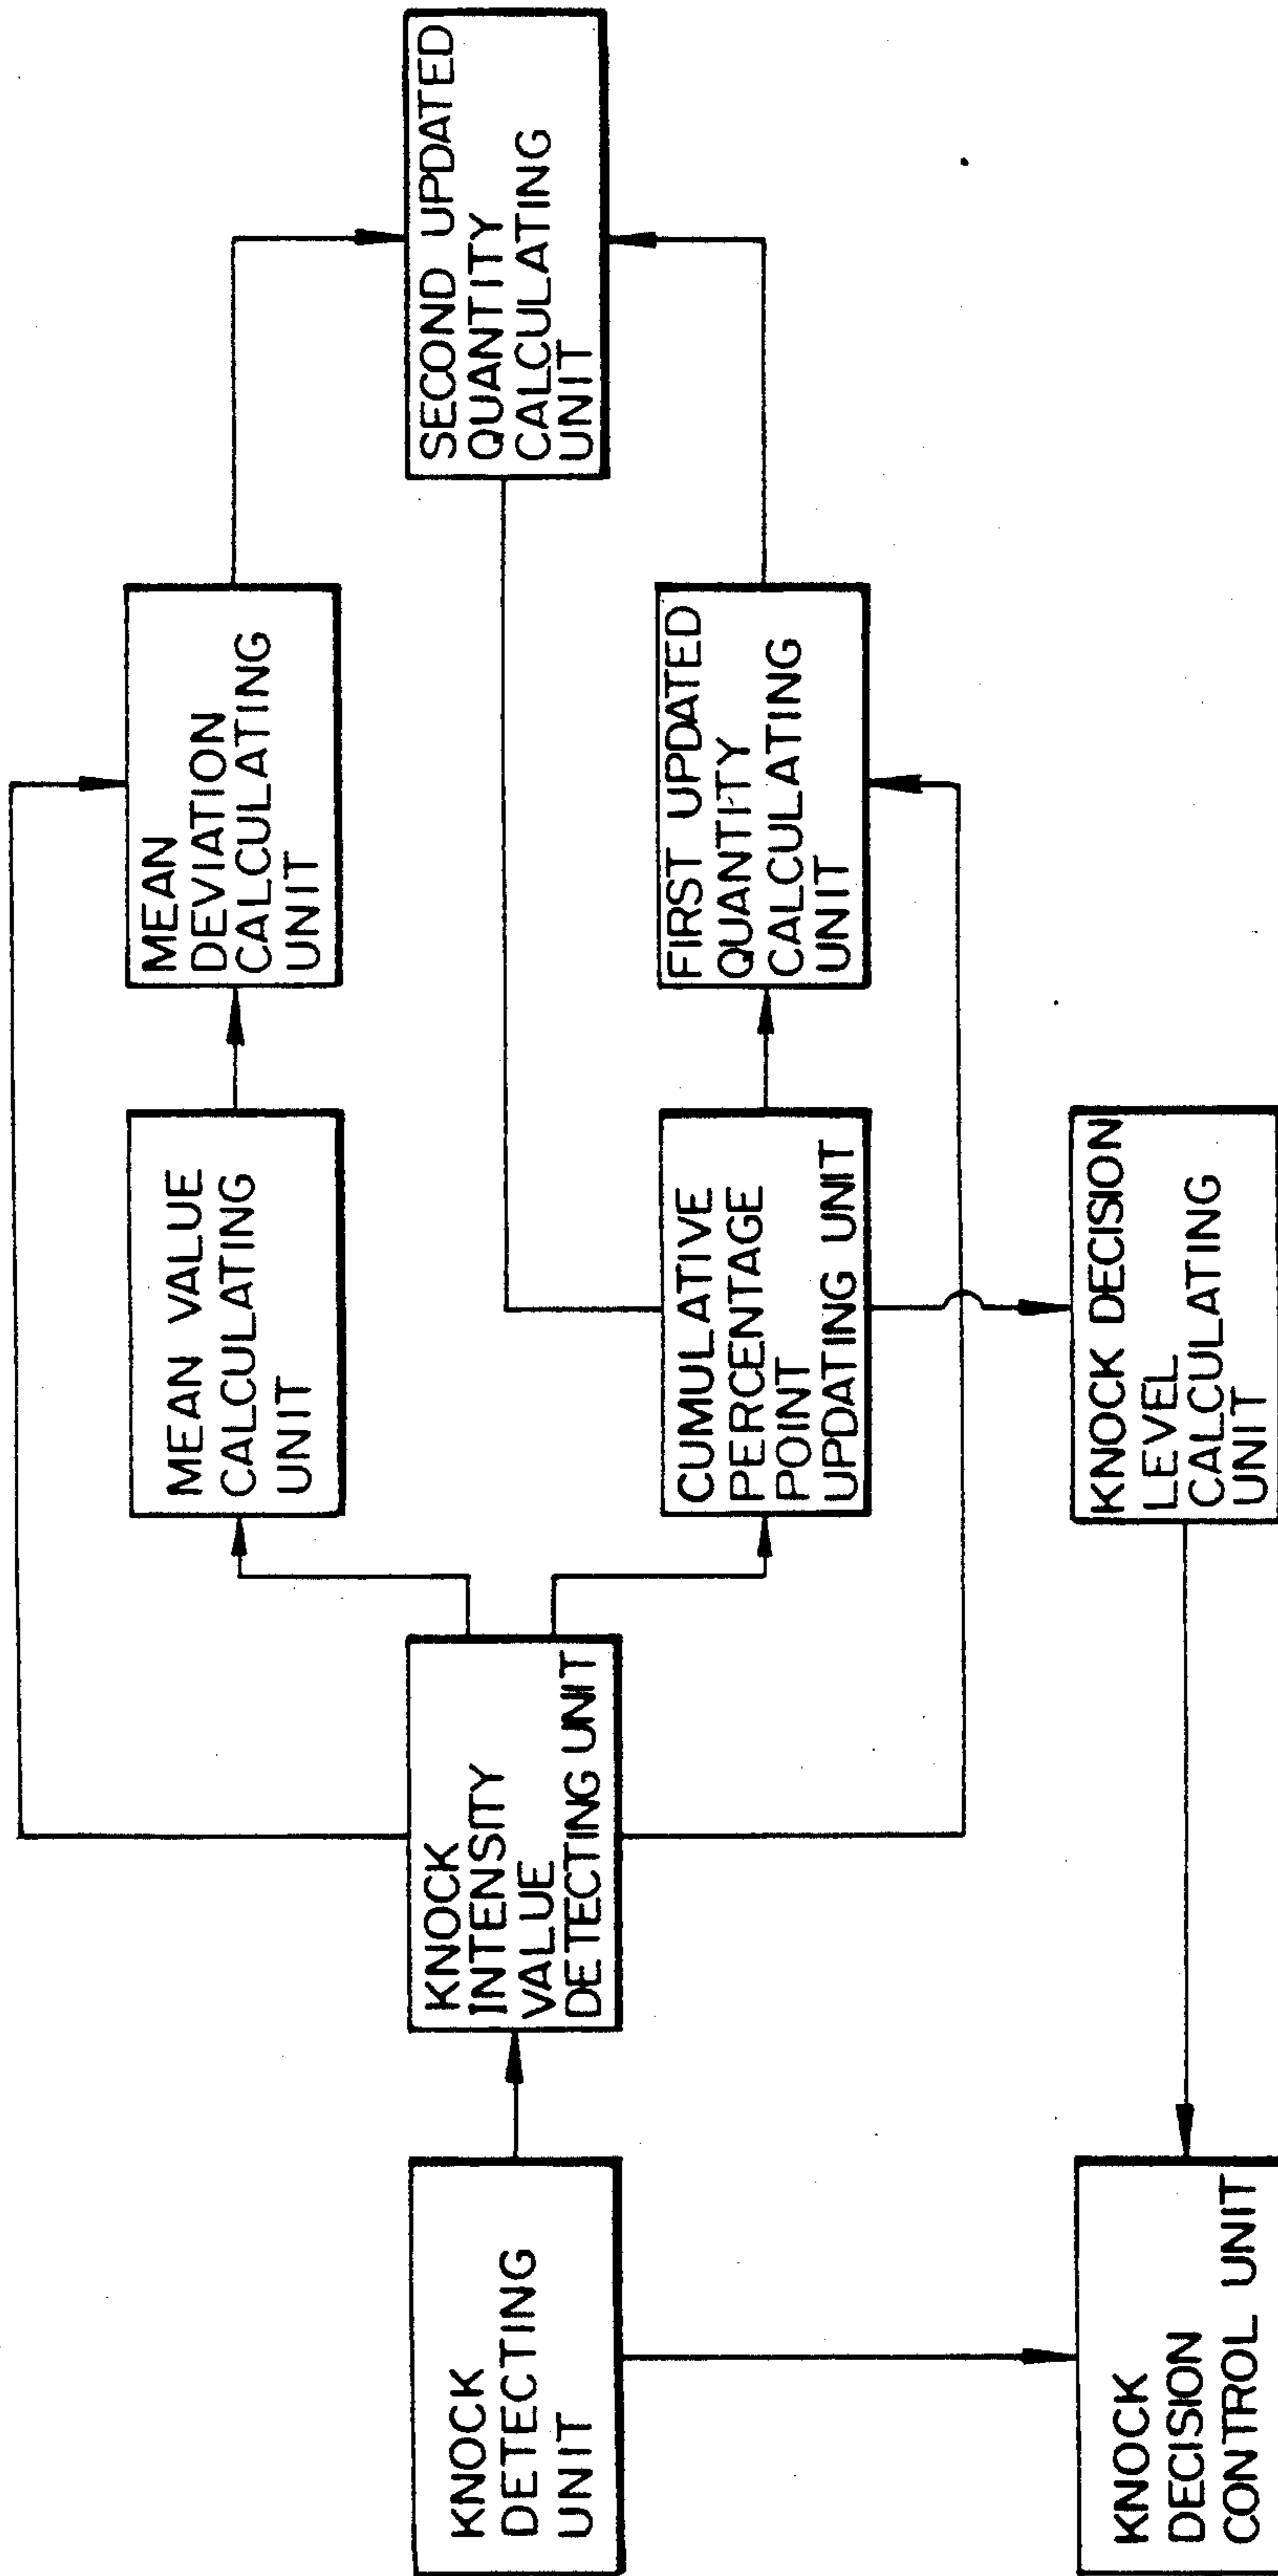 KNOCK
DETECTING
UNIT
KNOCK
INTENSITY
VALUE
DETECTING UNIT
MEAN VALUE
CALCULATING
UNIT
MEAN
DEVIATION
CALCULATING
UNIT
SECOND UPDATED
QUANTITY
CALCULATING
UNIT
CUMULATIVE
PERCENTAGE
POINT
UPDATING UNIT
FIRST UPDATED
QUANTITY
CALCULATING
UNIT
KNOCK
DECISION
CONTROL UNIT
KNOCK DECISION
LEVEL
CALCULATING
UNIT